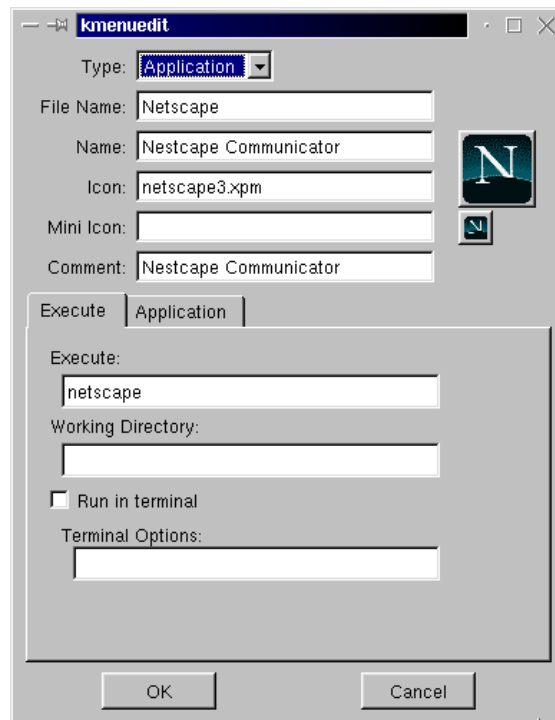 kmenuedit
Type: Application
File Name: Netscape
Name: Nestcape Communicator
N
Icon: netscape3.xpm
Mini Icon:
N
Comment: Nestcape Communicator
Execute Application
Execute:
netscape
Working Directory:
Run in terminal
Terminal Options:
OK Cancel